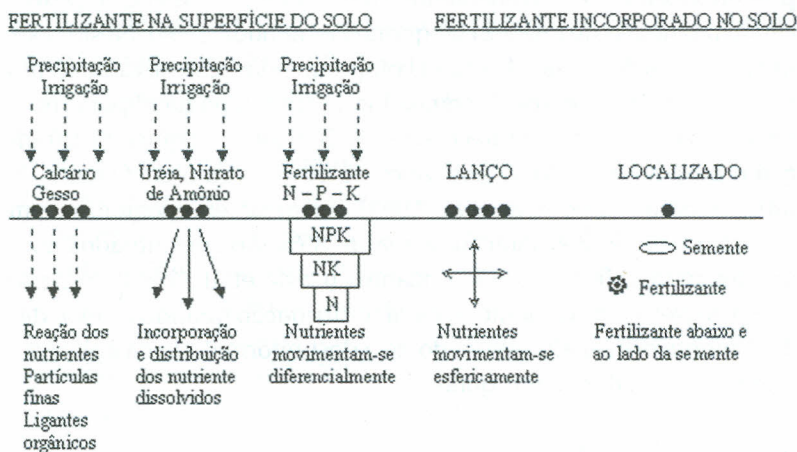 FERTILIZANTE NA SUPERFÍCIE DO SOLO
FERTILIZANTE INCORPORADO NO SOLO
Precipitação
Irrigação
Precipitação
Irrigação
Precipitação
Irrigação
Calcário
Gesso
Uréia, Nitrato
de Amônio
Fertilizante
N – P – K
LANÇO
LOCALIZADO
NPK
NK
N
Semente
Fertilizante
Reação dos
nutrientes
Partículas
finas
Ligantes
orgânicos
Incorporação
e distribuição
dos nutriente
dissolvidos
Nutrientes
movimentam-se
diferencialmente
Nutrientes
movimentam-se
esfericamente
Fertilizante abaixo e
ao lado da semente